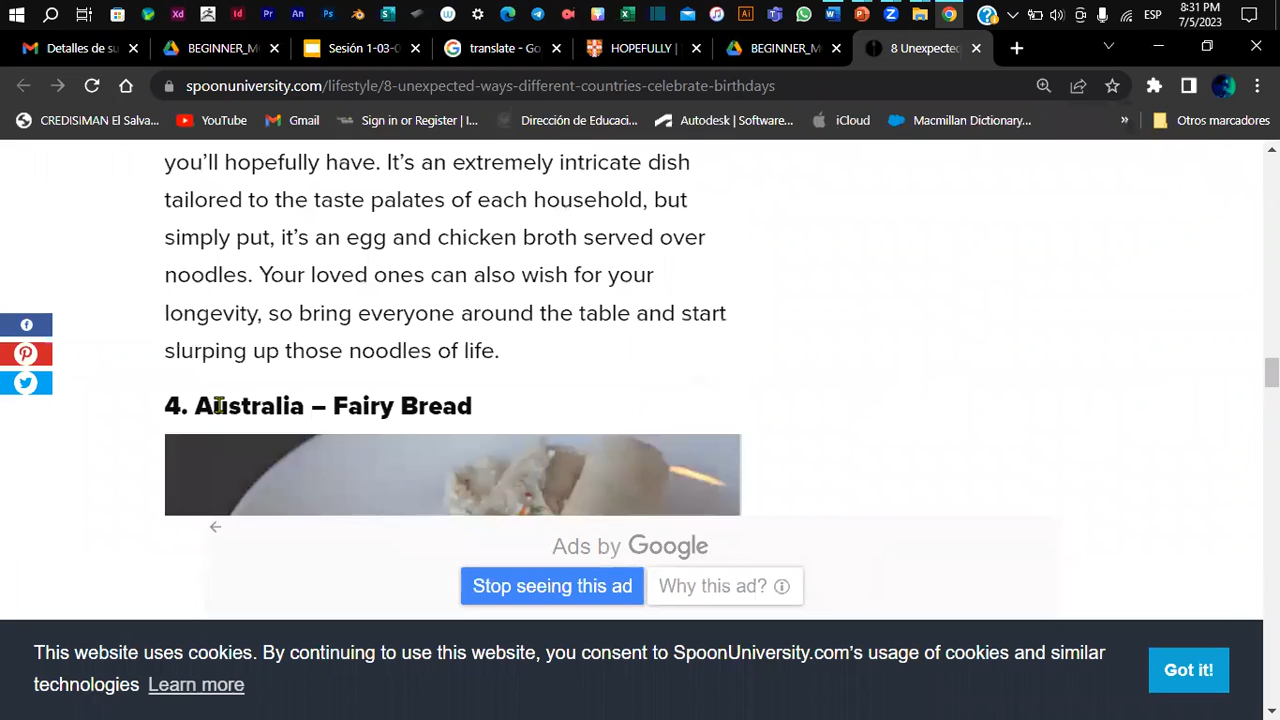 8:31 PM
ESP
7/5/2023
Detalles de su
BEGINNER_M
Sesión 1-03-0
translate - Go
HOPEFULLY |
BEGINNER_M
8 Unexpected
spoonuniversity.com/lifestyle/8-unexpected-ways-different-countries-celebrate-birthdays
CREDISIMAN El Salva...
YouTube
Gmail
Sign in or Register | I...
Dirección de Educaci...
Autodesk | Software...
iCloud
Macmillan Dictionary...
»
Otros marcadores
you'll hopefully have. It's an extremely intricate dish
tailored to the taste palates of each household, but
simply put, it's an egg and chicken broth served over
noodles. Your loved ones can also wish for your
longevity, so bring everyone around the table and start
slurping up those noodles of life.
4. Australia – Fairy Bread
Ads by Google
Stop seeing this ad
Why this ad?
This website uses cookies. By continuing to use this website, you consent to SpoonUniversity.com's usage of cookies and similar
technologies Learn more
Got it!